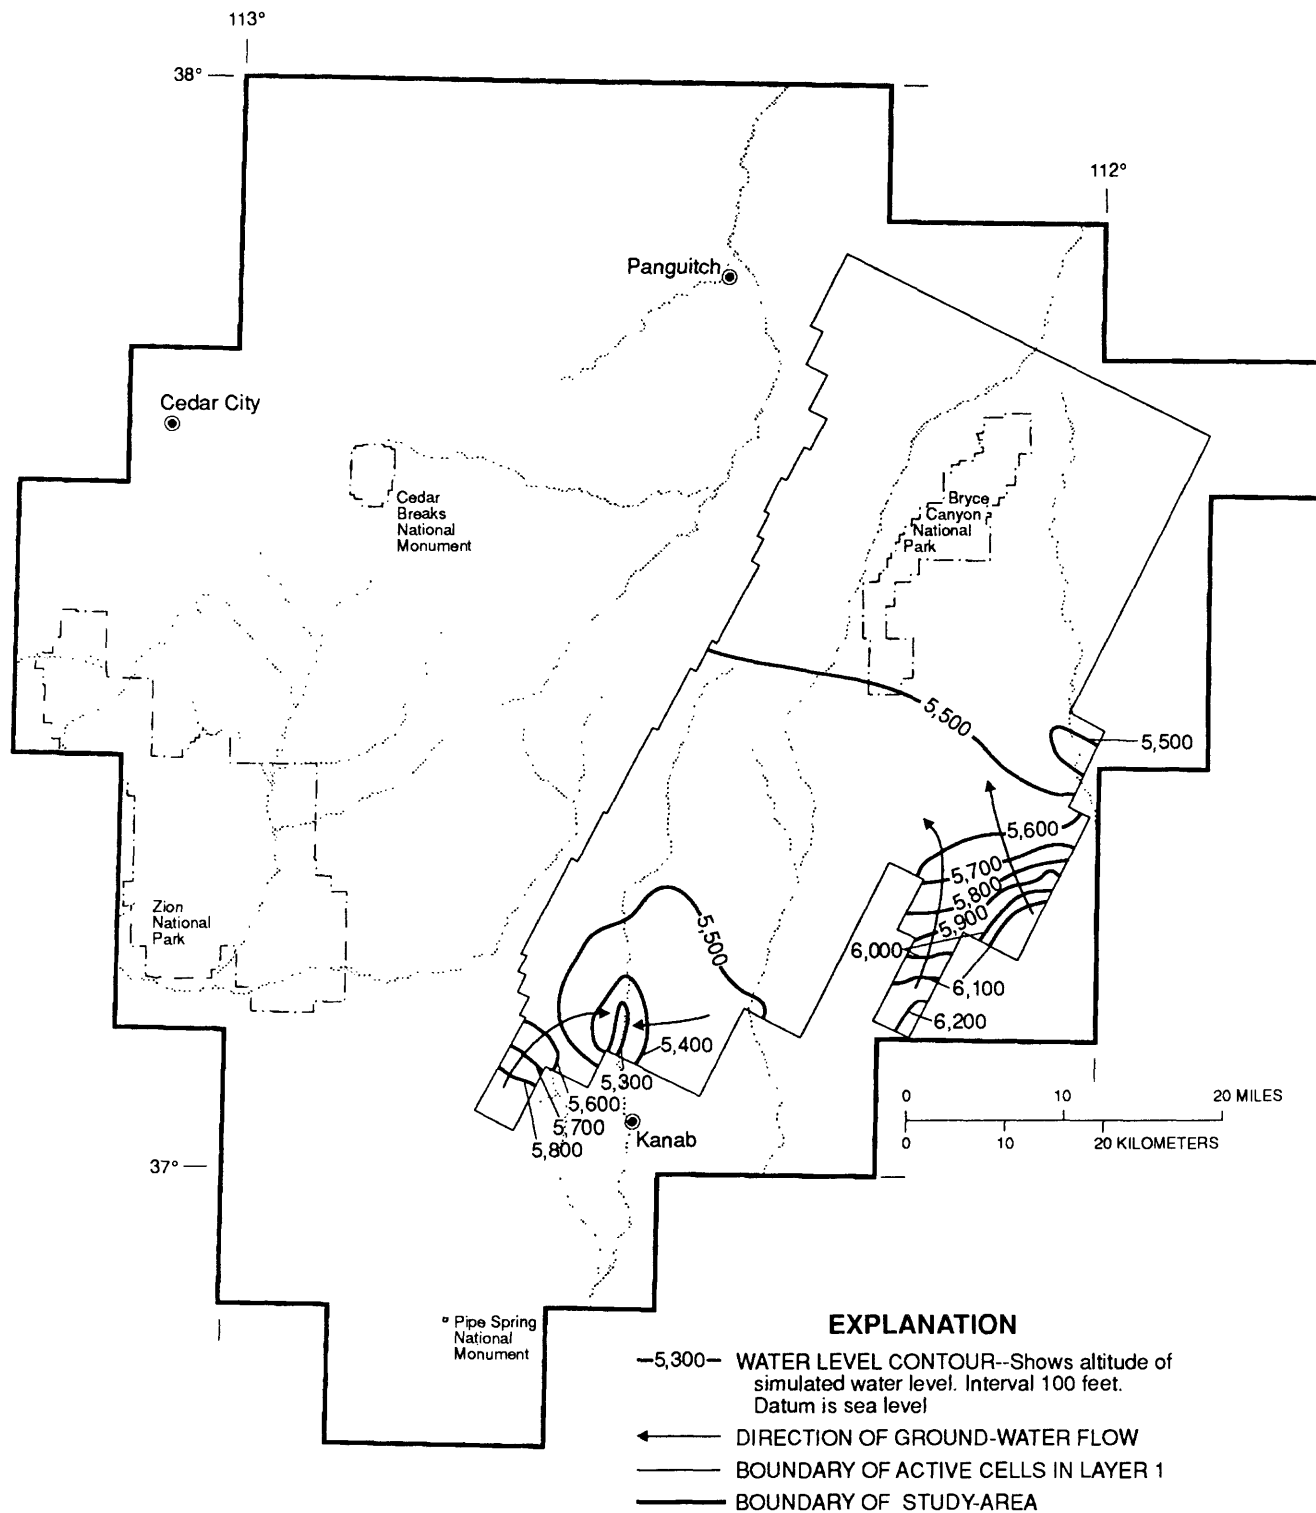 113°
38°
112°
Panguitch
Cedar City
Cedar
Breaks
National
Monument
Bryce
Canyon
National
Park
5,500
5,500
5,600
5,700
5,800
5,900
6,000
6,100
6,200
Zion
National
Park
5,500
5,400
5,300
5,600
5,700
5,800
Kanab
0 10 20 MILES
0 10 20 KILOMETERS
37°
Pipe Spring
National
Monument
EXPLANATION
5,300 WATER LEVEL CONTOUR--Shows altitude of
simulated water level. Interval 100 feet.
Datum is sea level
DIRECTION OF GROUND-WATER FLOW
BOUNDARY OF ACTIVE CELLS IN LAYER 1
BOUNDARY OF STUDY-AREA